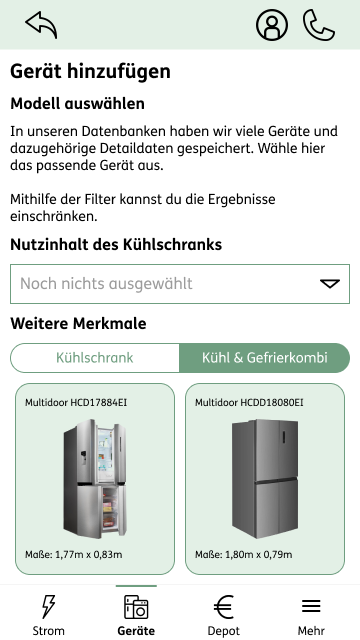 Gerät hinzufügen
Modell auswählen
In unseren Datenbanken haben wir viele Geräte und
dazugehörige Detaildaten gespeichert. Wähle hier
das passende Gerät aus.
Mithilfe der Filter kannst du die Ergebnisse
einschränken.
Nutzinhalt des Kühlschranks
Noch nichts ausgewählt
Weitere Merkmale
Kühlschrank
Kühl & Gefrierkombi
Multidoor HCD17884EI
Multidoor HCDD18080EI
Maße: 1,77m x 0,83m
Maße: 1,80m x 0,79m
Strom
Geräte
Depot
Mehr